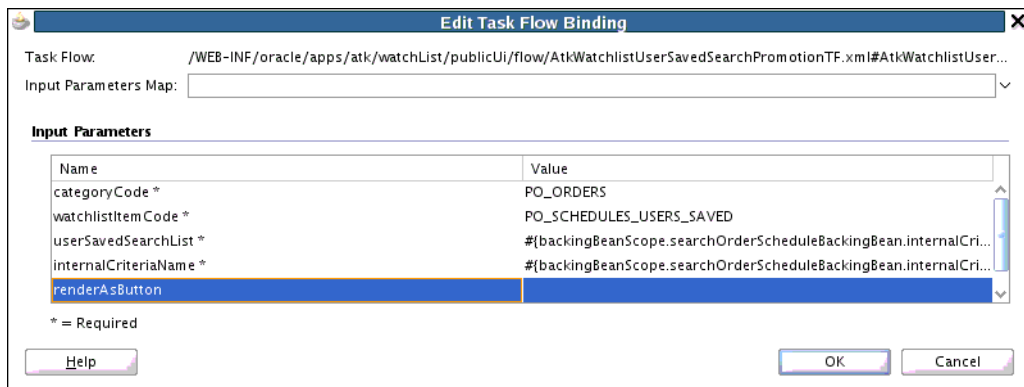 Edit Task Flow Binding
Task Flow: /WEB-INF/oracle/apps/atk/watchList/publicUi/flow/AtkWatchlistUserSavedSearchPromotionTF.xml#AtkWatchlistUser...
Input Parameters Map:
Input Parameters
Name Value
categoryCode * PO_ORDERS
watchlistItemCode * PO_SCHEDULES_USERS_SAVED
userSavedSearchList * #{backingBeanScope.searchOrderScheduleBackingBean.internalCri...
internalCriteriaName * #{backingBeanScope.searchOrderScheduleBackingBean.internalCri...
renderAsButton
* = Required
Help OK Cancel